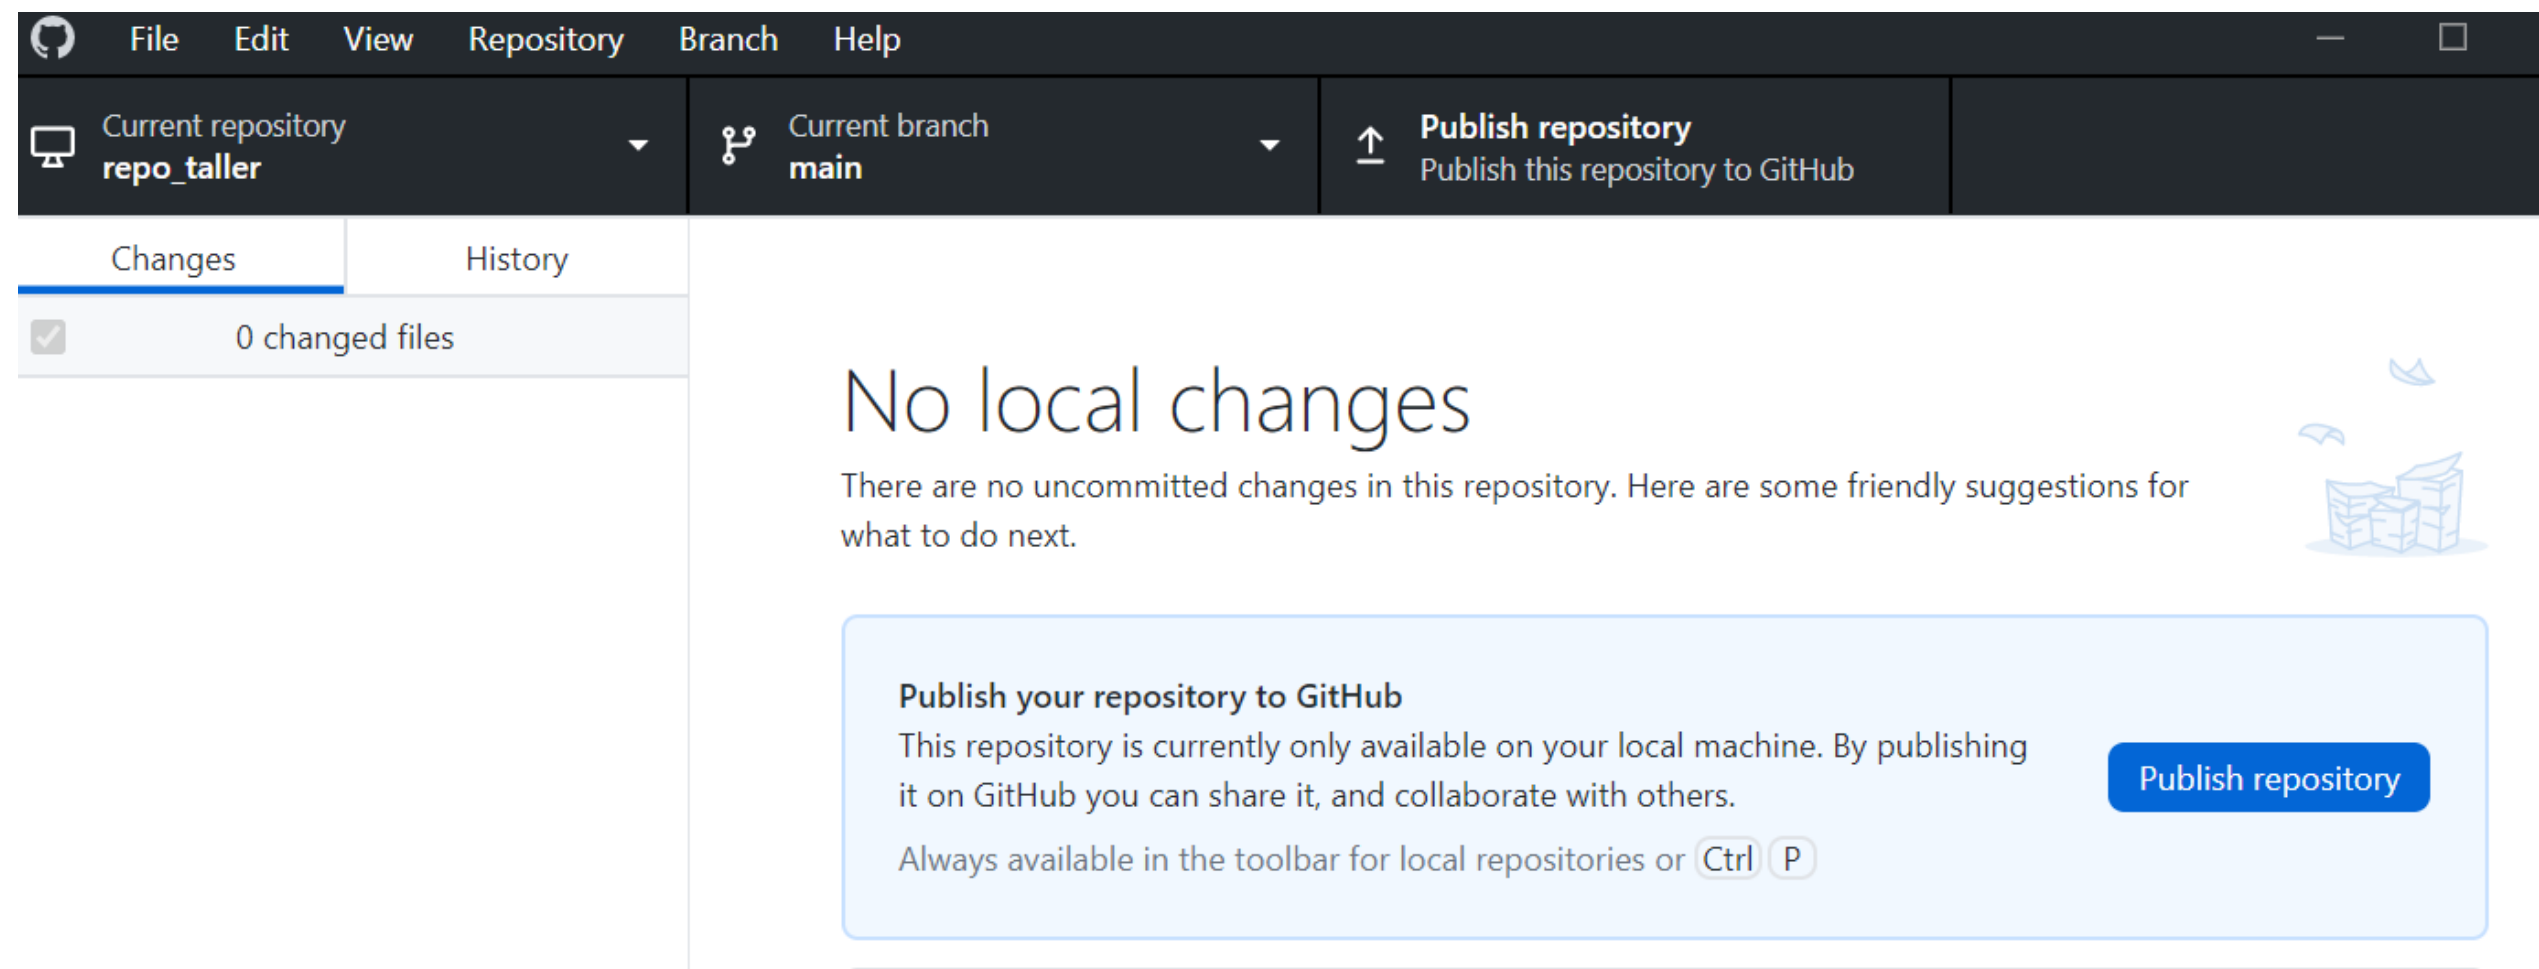 File Edit View Repository Branch Help
Current repository
repo_taller
Current branch
main
Publish repository
Publish this repository to GitHub
Changes
History
0 changed files
No local changes
There are no uncommitted changes in this repository. Here are some friendly suggestions for
what to do next.
Publish your repository to GitHub
This repository is currently only available on your local machine. By publishing
it on GitHub you can share it, and collaborate with others.
Always available in the toolbar for local repositories or Ctrl P
Publish repository